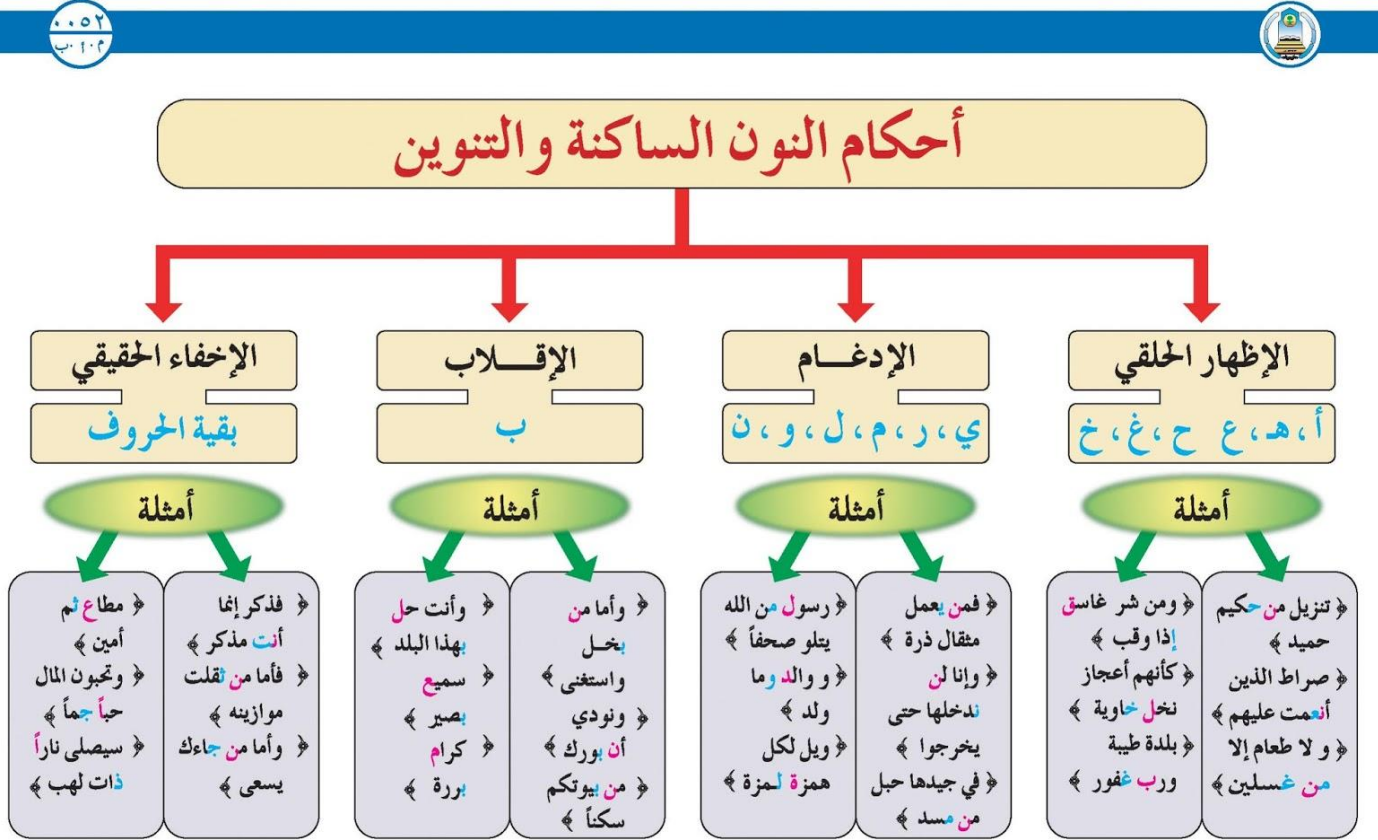 ٠٠٥٢
م٠أ٠ب
أحكام النون الساكنة والتنوين
الإظهار الحلقي
أ، هـ، ع ح، غ، خ
أمثلة
﴿ تنزيل من حكيم
حميد ﴾
﴿ صراط الذين
أنعمت عليهم ﴾
﴿ و لا طعام إلا
من غسلين ﴾
﴿ ومن شر غاسق
إذا وقب ﴾
﴿ كأنهم أعجاز
نخل خاوية ﴾
﴿ بلدة طيبة
ورب غفور ﴾
الإدغـــام
ي، ر، م، ل، و، ن
أمثلة
﴿ فمن يعمل
مثقال ذرة ﴾
﴿ وإنا لن
ندخلها حتى
يخرجوا ﴾
﴿ في جيدها حبل
من مسد ﴾
﴿ رسول من الله
يتلو صحفاً ﴾
﴿ و والد وما
ولد ﴾
﴿ ويل لكل
همزة لمزة ﴾
الإقـــلاب
ب
أمثلة
﴿ وأما من
بخـل
واستغنى ﴾
﴿ ونودي
أن بورك ﴾
﴿ من بيوتكم
سكناً ﴾
﴿ وأنت حل
بهذا البلد ﴾
﴿ سميع
بصير ﴾
﴿ كرام
بررة ﴾
الإخفاء الحقيقي
بقية الحروف
أمثلة
﴿ فذكر إنما
أنت مذكر ﴾
﴿ فأما من ثقلت
موازينه ﴾
﴿ وأما من جاءك
يسعى ﴾
﴿ مطاع ثم
أمين ﴾
﴿ وتحبون المال
حباً جماً ﴾
﴿ سيصلى ناراً
ذات لهب ﴾